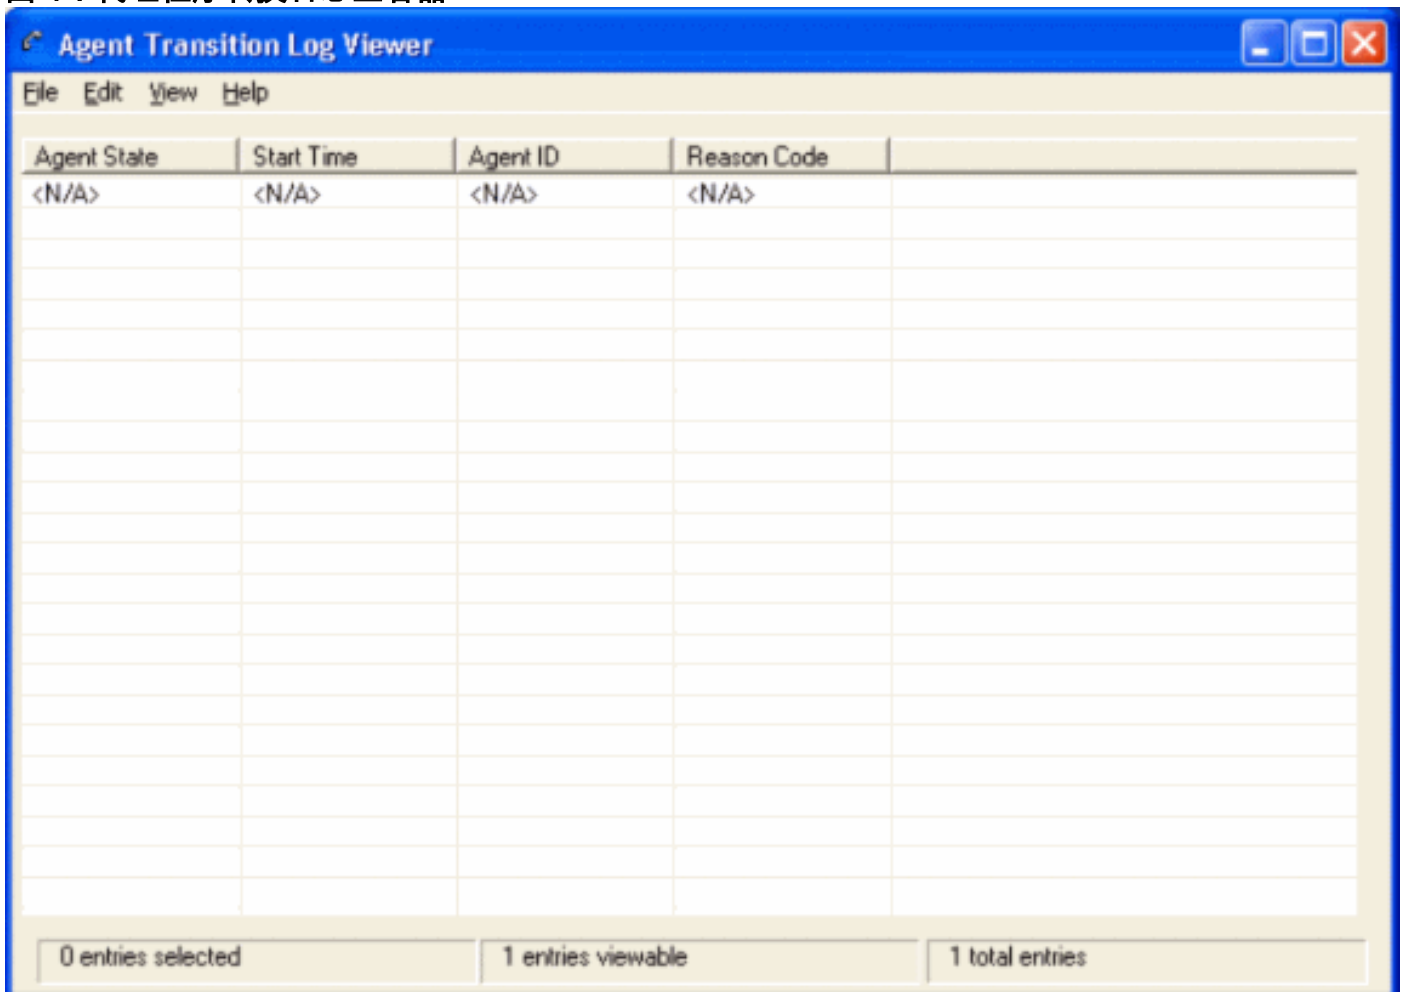 Agent Transition Log Viewer
File Edit View Help
Agent State Start Time Agent ID Reason Code
<N/A> <N/A> <N/A> <N/A>
0 entries selected 1 entries viewable 1 total entries